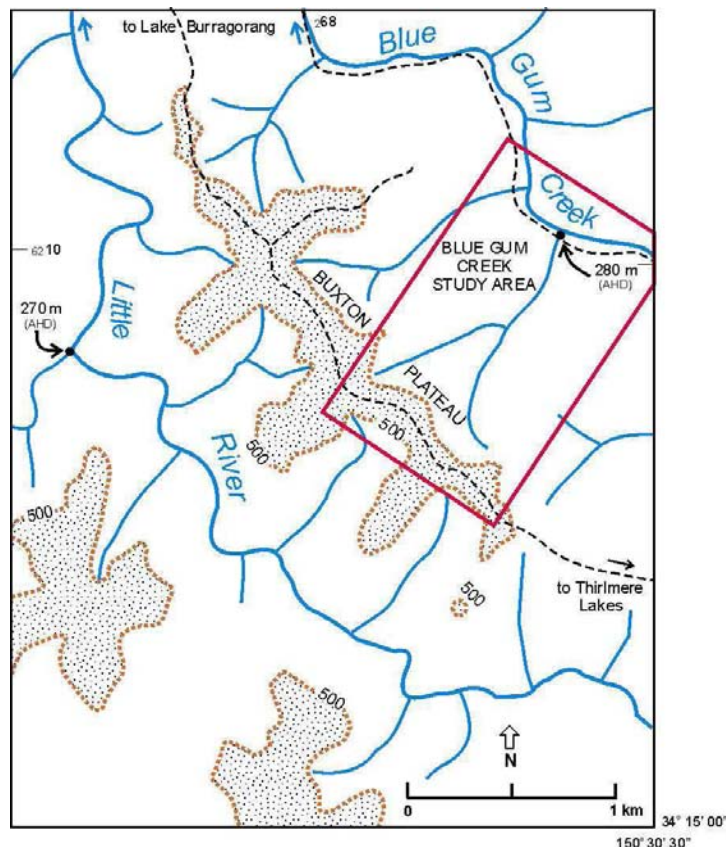 to Lake Burragorang
268
Blue
Gum
Creek
6210
BLUE GUM
CREEK
STUDY AREA
280 m
(AHD)
270 m
(AHD)
Little
BUXTON
PLATEAU
River
500
500
500
500
500
to Thirlmere
Lakes
N
0
1 km
34° 15' 00"
150° 30' 30"